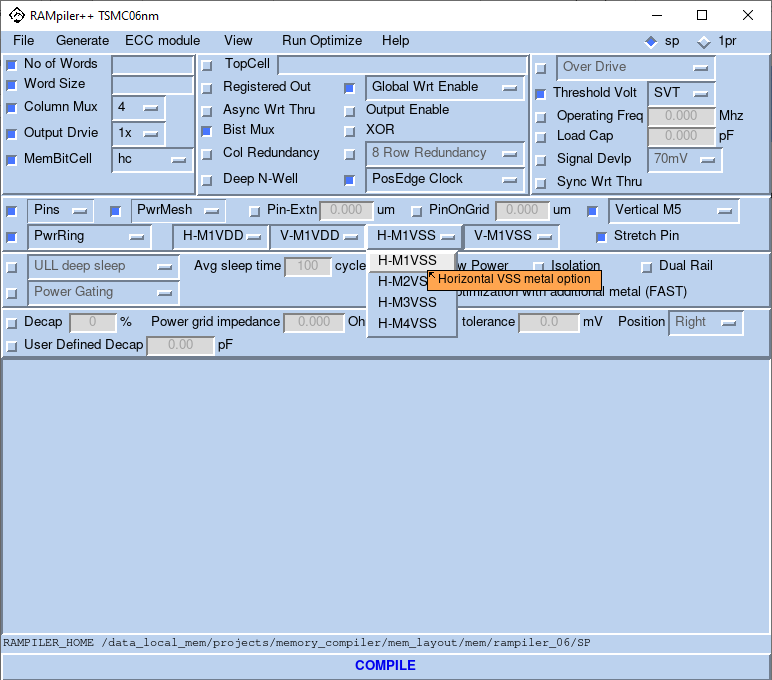 RAMpiler++ TSMC06nm
File Generate ECC module View Run Optimize Help sp 1pr
No of Words TopCell Over Drive
Word Size Registered Out Global Wrt Enable Threshold Volt SVT
Column Mux 4 Async Wrt Thru Output Enable Operating Freq 0.000 Mhz
Output Drvie 1x Bist Mux XOR Load Cap 0.000 pF
MemBitCell hc Col Redundancy 8 Row Redundancy Signal Devlp 70mV
Deep N-Well PosEdge Clock Sync Wrt Thru
Pins PwrMesh Pin-Extn 0.000 um PinOnGrid 0.000 um Vertical M5
PwrRing H-M1VDD V-M1VDD H-M1VSS V-M1VSS Stretch Pin
ULL deep sleep Avg sleep time 100 cycle H-M1VSS w Power Isolation Dual Rail
Power Gating H-M2VS Horizontal VSS metal option
timization with additional metal (FAST)
H-M3VSS
Decap 0 % Power grid impedance 0.000 Oh H-M4VSS tolerance 0.0 mV Position Right
User Defined Decap 0.00 pF
RAMPILER_HOME /data_local_mem/projects/memory_compiler/mem_layout/mem/rampiler_06/SP
COMPILE